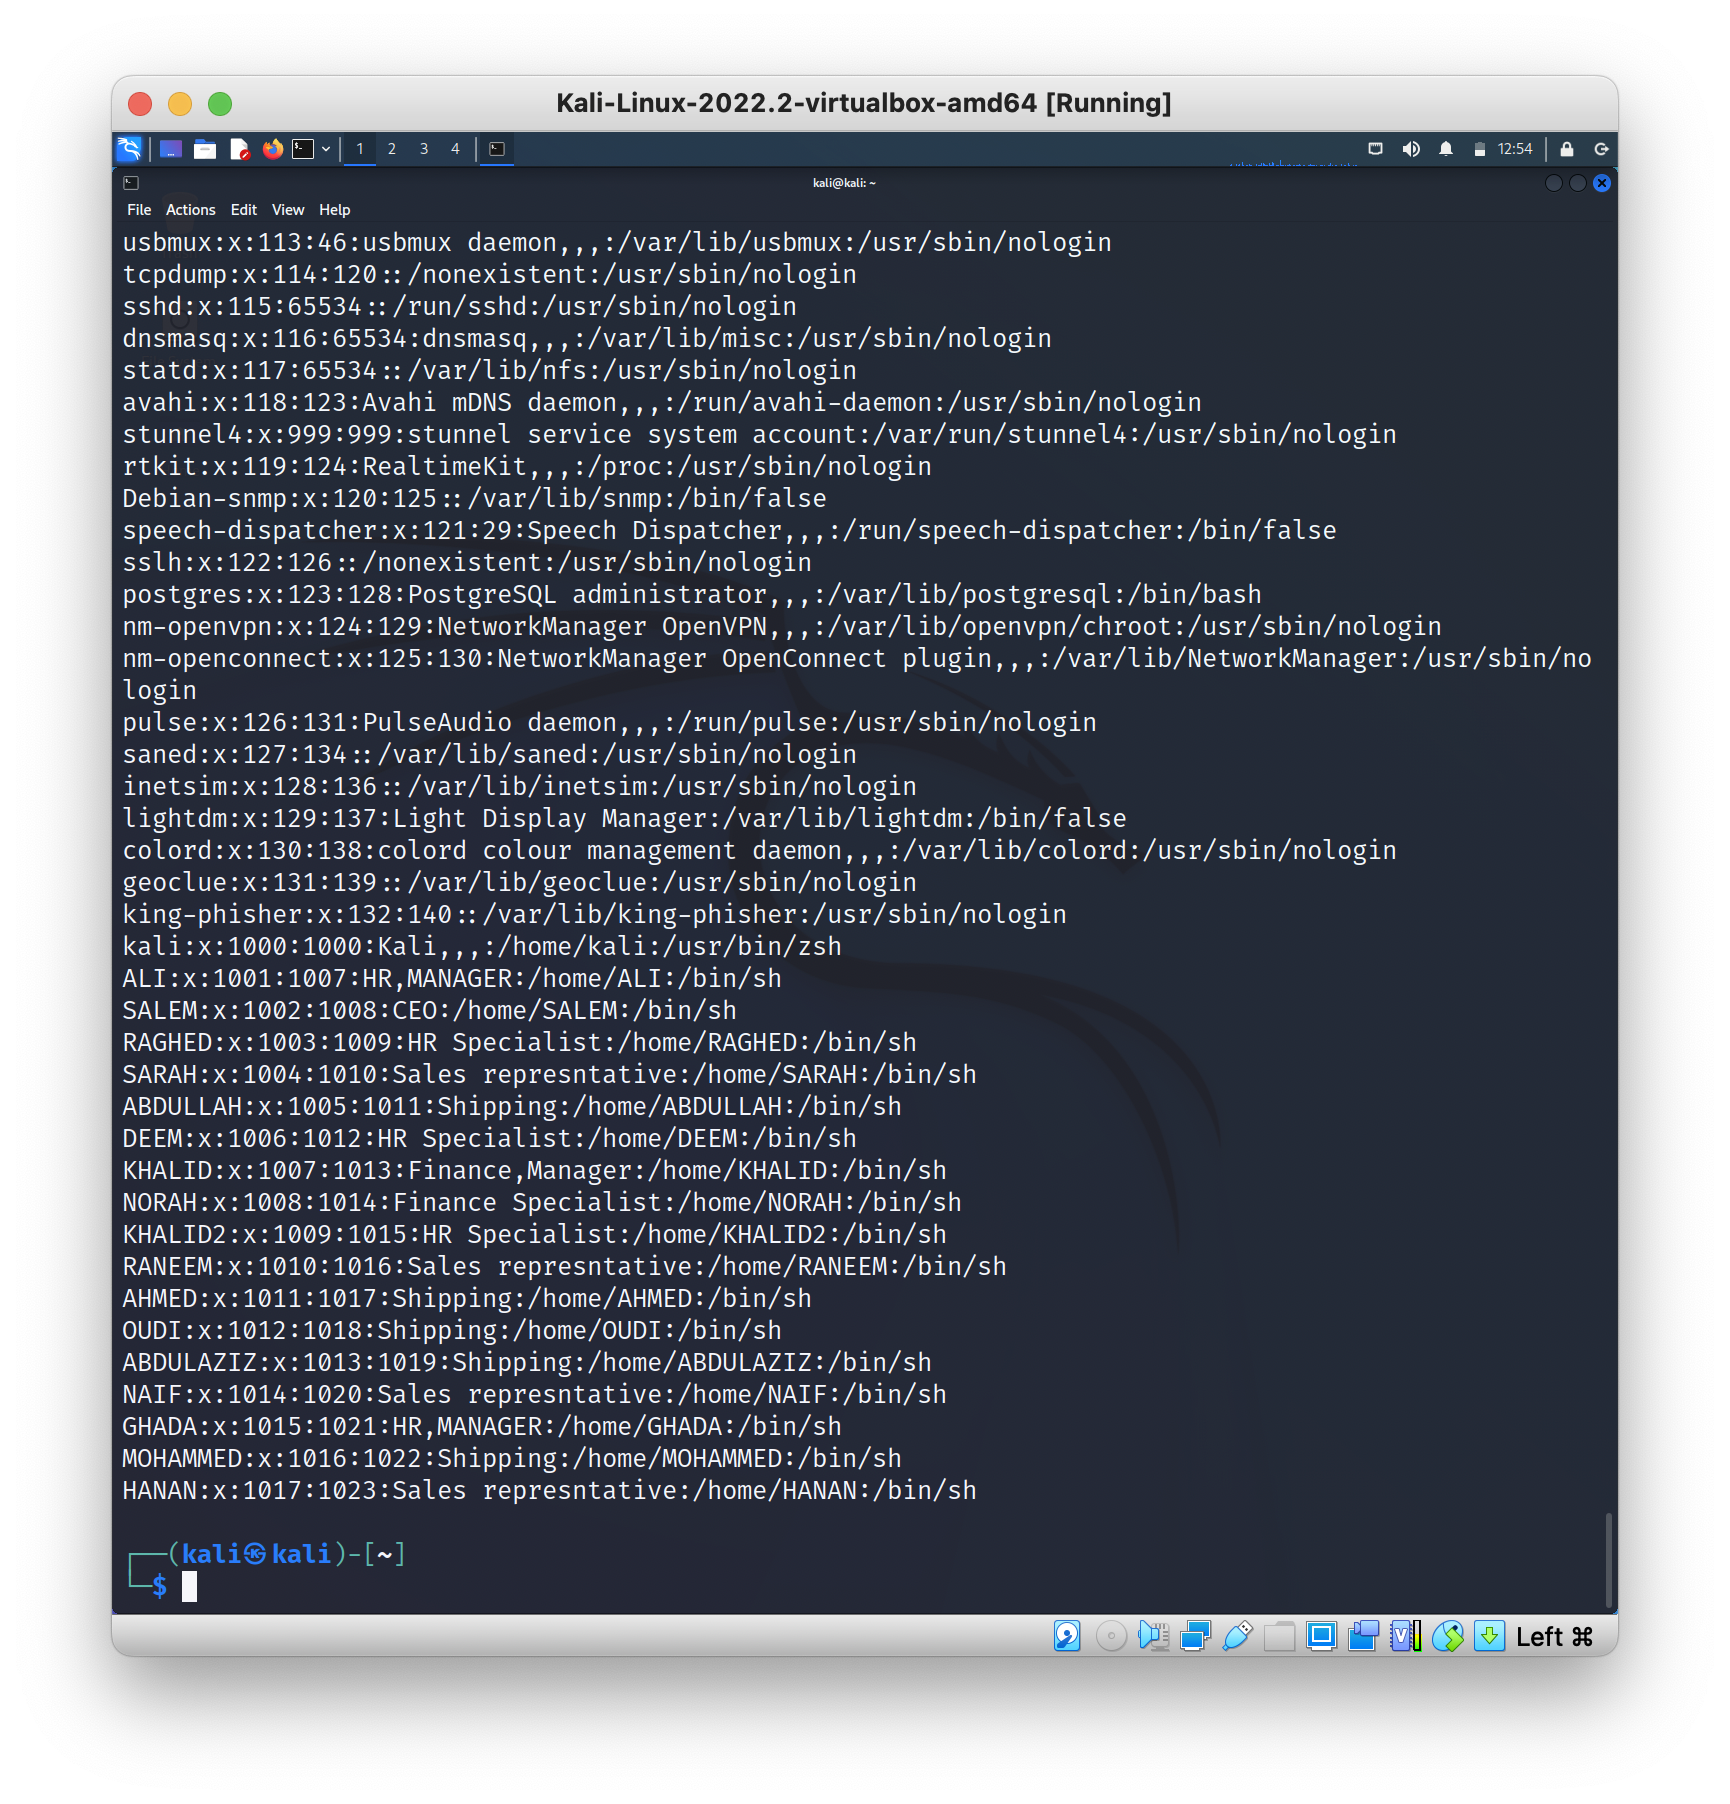 Kali-Linux-2022.2-virtualbox-amd64 [Running]
1 2 3 4 12:54
kali@kali: ~
File Actions Edit View Help
usbmux:x:113:46:usbmux daemon,,,:/var/lib/usbmux:/usr/sbin/nologin
tcpdump:x:114:120::/nonexistent:/usr/sbin/nologin
sshd:x:115:65534::/run/sshd:/usr/sbin/nologin
dnsmasq:x:116:65534:dnsmasq,,,:/var/lib/misc:/usr/sbin/nologin
statd:x:117:65534::/var/lib/nfs:/usr/sbin/nologin
avahi:x:118:123:Avahi mDNS daemon,,,:/run/avahi-daemon:/usr/sbin/nologin
stunnel4:x:999:999:stunnel service system account:/var/run/stunnel4:/usr/sbin/nologin
rtkit:x:119:124:RealtimeKit,,,:/proc:/usr/sbin/nologin
Debian-snmp:x:120:125::/var/lib/snmp:/bin/false
speech-dispatcher:x:121:29:Speech Dispatcher,,,:/run/speech-dispatcher:/bin/false
sslh:x:122:126::/nonexistent:/usr/sbin/nologin
postgres:x:123:128:PostgreSQL administrator,,,:/var/lib/postgresql:/bin/bash
nm-openvpn:x:124:129:NetworkManager OpenVPN,,,:/var/lib/openvpn/chroot:/usr/sbin/nologin
nm-openconnect:x:125:130:NetworkManager OpenConnect plugin,,,:/var/lib/NetworkManager:/usr/sbin/no
login
pulse:x:126:131:PulseAudio daemon,,,:/run/pulse:/usr/sbin/nologin
saned:x:127:134::/var/lib/saned:/usr/sbin/nologin
inetsim:x:128:136::/var/lib/inetsim:/usr/sbin/nologin
lightdm:x:129:137:Light Display Manager:/var/lib/lightdm:/bin/false
colord:x:130:138:colord colour management daemon,,,:/var/lib/colord:/usr/sbin/nologin
geoclue:x:131:139::/var/lib/geoclue:/usr/sbin/nologin
king-phisher:x:132:140::/var/lib/king-phisher:/usr/sbin/nologin
kali:x:1000:1000:Kali,,,:/home/kali:/usr/bin/zsh
ALI:x:1001:1007:HR,MANAGER:/home/ALI:/bin/sh
SALEM:x:1002:1008:CEO:/home/SALEM:/bin/sh
RAGHED:x:1003:1009:HR Specialist:/home/RAGHED:/bin/sh
SARAH:x:1004:1010:Sales represntative:/home/SARAH:/bin/sh
ABDULLAH:x:1005:1011:Shipping:/home/ABDULLAH:/bin/sh
DEEM:x:1006:1012:HR Specialist:/home/DEEM:/bin/sh
KHALID:x:1007:1013:Finance,Manager:/home/KHALID:/bin/sh
NORAH:x:1008:1014:Finance Specialist:/home/NORAH:/bin/sh
KHALID2:x:1009:1015:HR Specialist:/home/KHALID2:/bin/sh
RANEEM:x:1010:1016:Sales represntative:/home/RANEEM:/bin/sh
AHMED:x:1011:1017:Shipping:/home/AHMED:/bin/sh
OUDI:x:1012:1018:Shipping:/home/OUDI:/bin/sh
ABDULAZIZ:x:1013:1019:Shipping:/home/ABDULAZIZ:/bin/sh
NAIF:x:1014:1020:Sales represntative:/home/NAIF:/bin/sh
GHADA:x:1015:1021:HR,MANAGER:/home/GHADA:/bin/sh
MOHAMMED:x:1016:1022:Shipping:/home/MOHAMMED:/bin/sh
HANAN:x:1017:1023:Sales represntative:/home/HANAN:/bin/sh
┌──(kali㉿kali)-[~]
└─$
Left ⌘